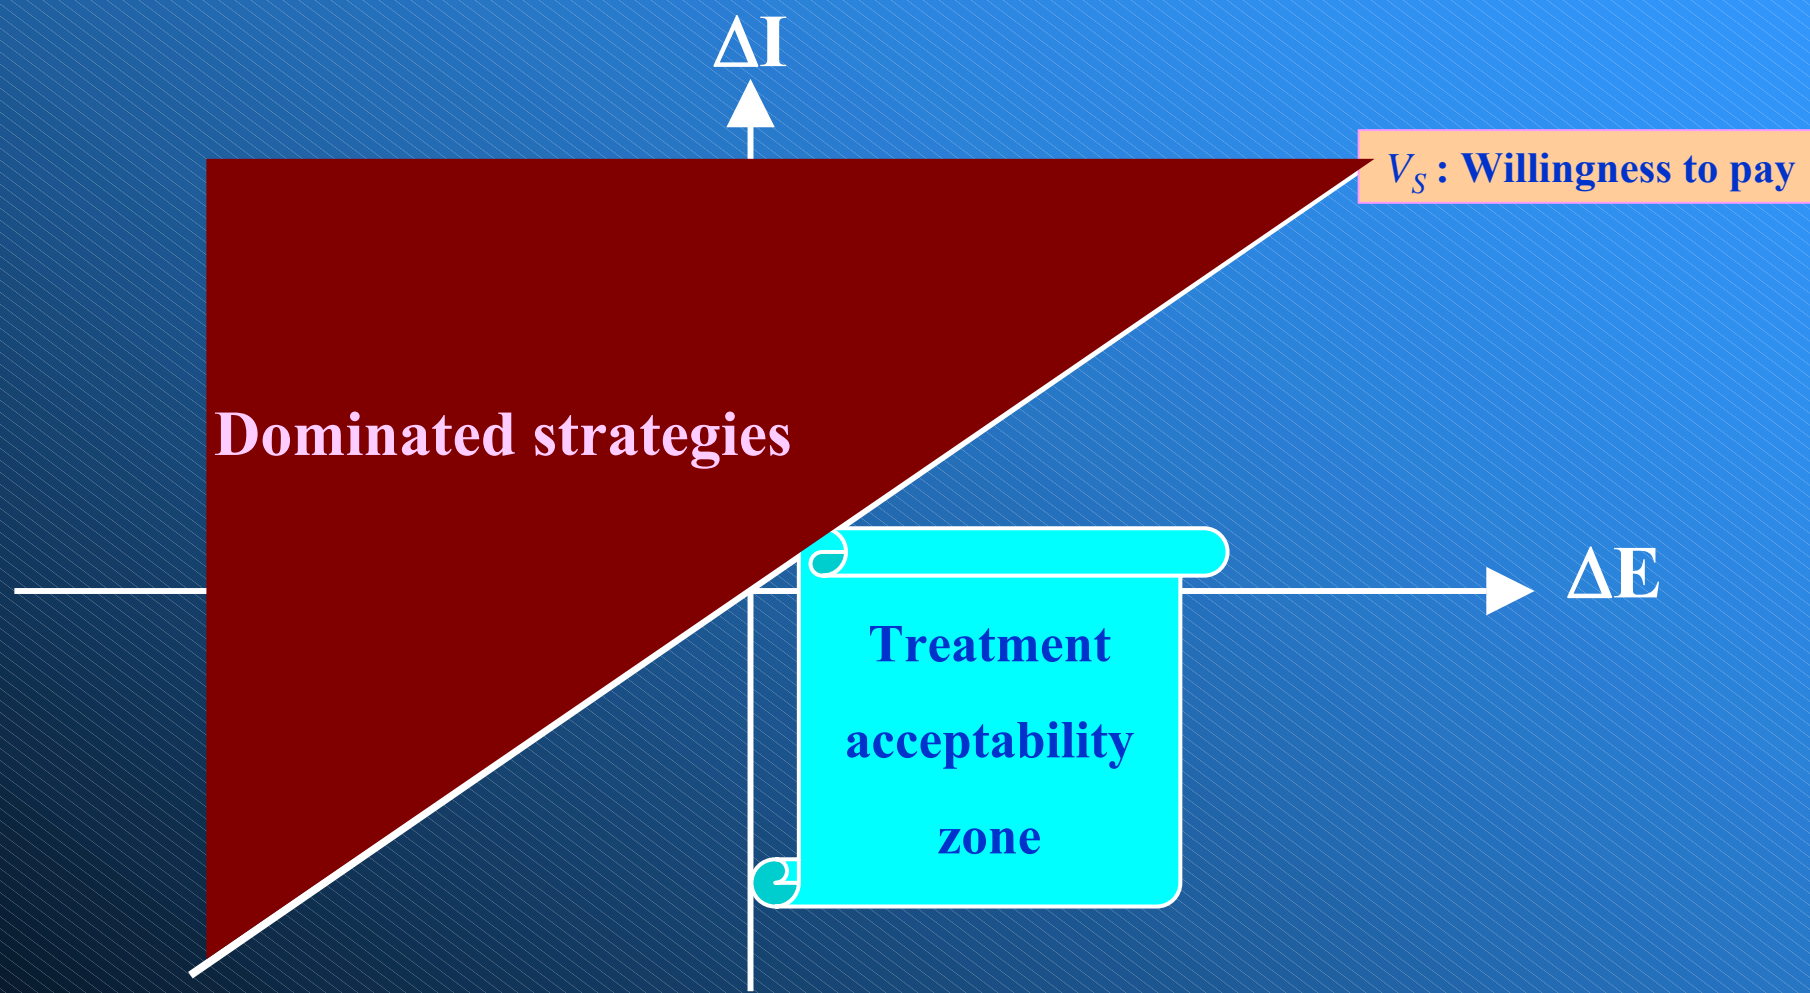 ΔI
V_S : Willingness to pay
Dominated strategies
ΔE
Treatment
acceptability
zone